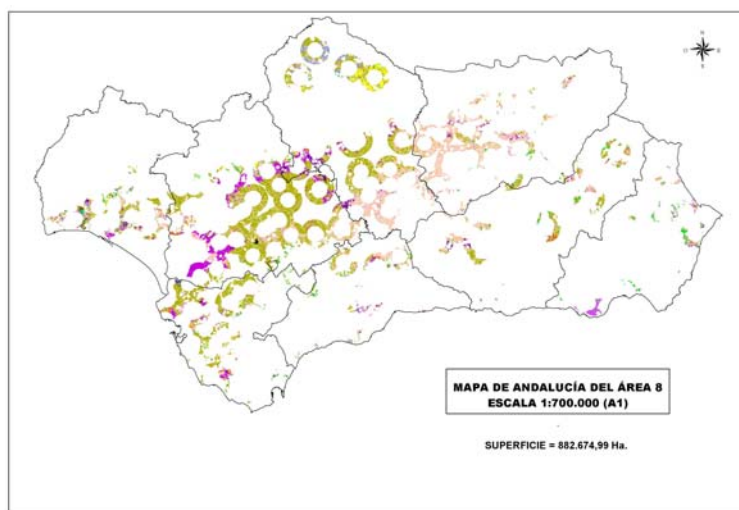 MAPA DE ANDALUCÍA DEL ÁREA 8
ESCALA 1:700.000 (A1)
SUPERFICIE = 882.674,99 Ha.